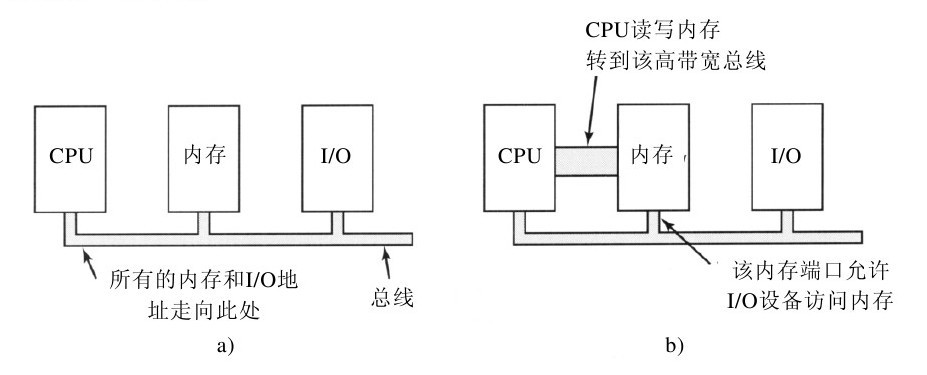 CPU读写内存
转到该高带宽总线
CPU
内存
I/O
CPU
内存
I/O
所有的内存和I/O地
址走向此处
总线
该内存端口允许
I/O设备访问内存
a)
b)